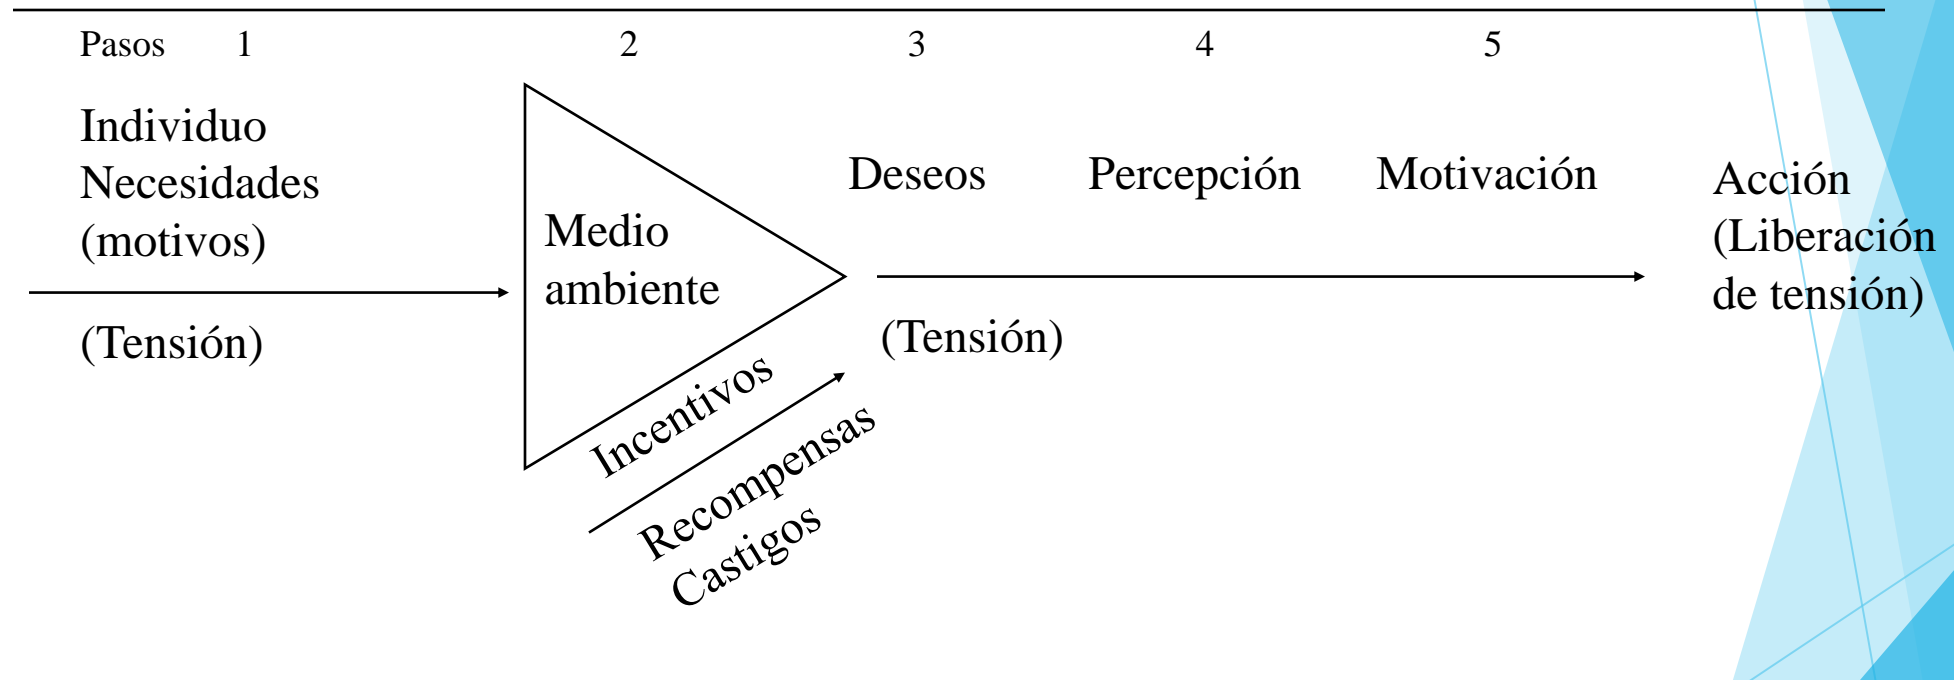 Pasos 1 2 3 4 5
Individuo
Necesidades
(motivos)
(Tensión)
Medio
ambiente
Incentivos
Recompensas
Castigos
Deseos
(Tensión)
Percepción
Motivación
Acción
(Liberación
de tensión)